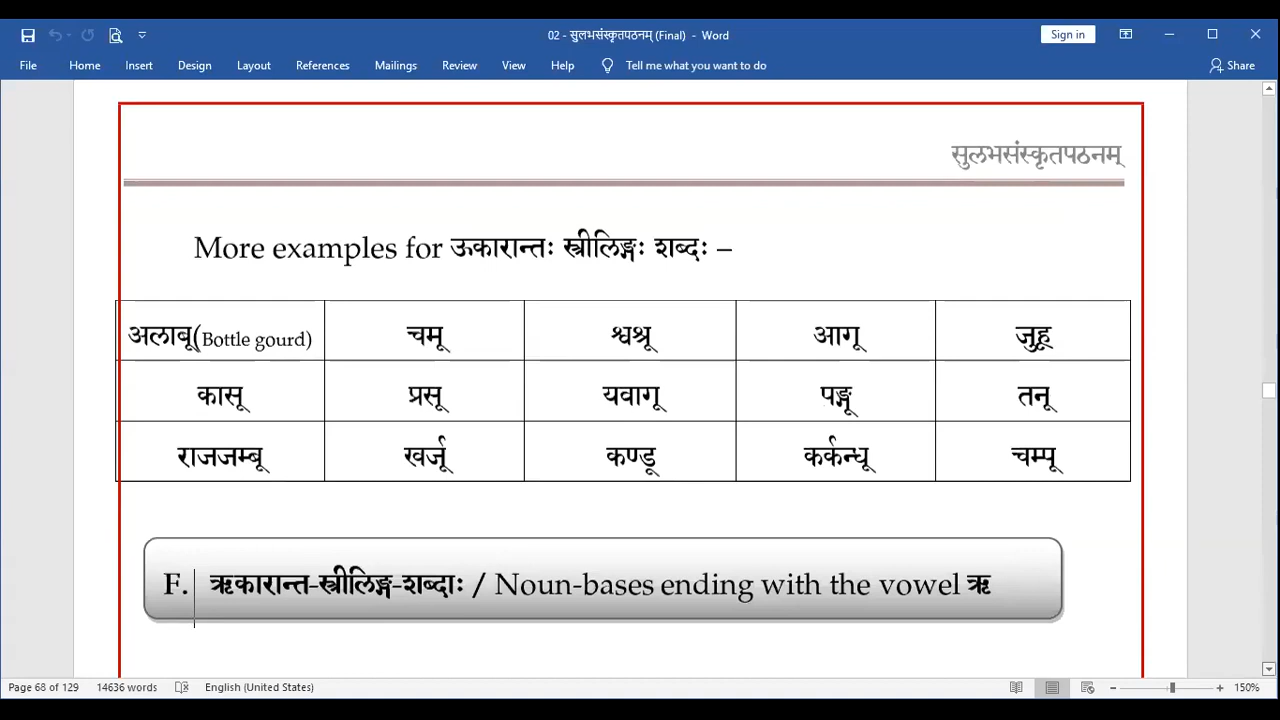 02 - सुलभसंस्कृतपठनम् (Final) - Word
Sign in
File Home Insert Design Layout References Mailings Review View Help Tell me what you want to do Share
सुलभसंस्कृतपठनम्
More examples for ऊकारान्तः स्त्रीलिङ्गः शब्दः –
अलाबू(Bottle gourd) चमू श्वश्रू आगू जुहू
कासू प्रसू यवागू पङ्गू तनू
राजजम्बू खर्जू कण्डू कर्कन्धू चम्पू
F. ऋकारान्त-स्त्रीलिङ्ग-शब्दाः / Noun-bases ending with the vowel ऋ
Page 68 of 129 14636 words English (United States) 150%